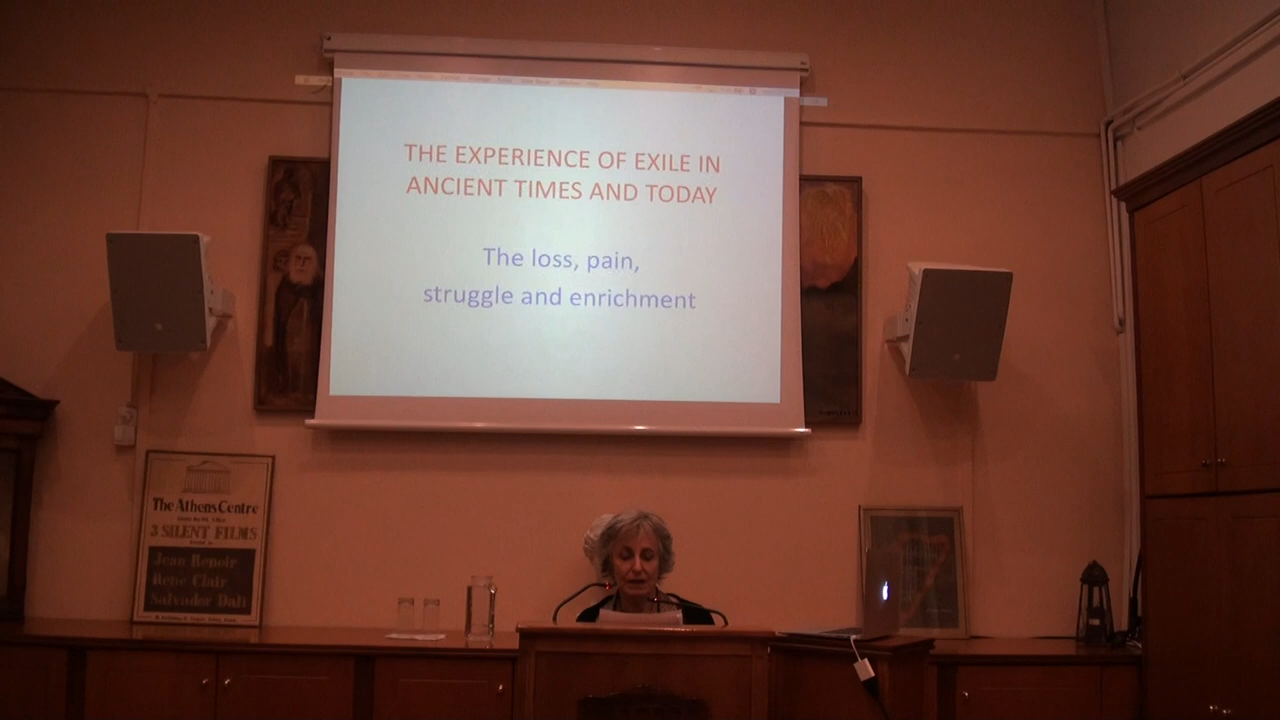 THE EXPERIENCE OF EXILE IN
ANCIENT TIMES AND TODAY
The loss, pain,
struggle and enrichment
The Athens Centre
3 SILENT FILMS
Jean Renoir
Rene Clair
Salvador Dali